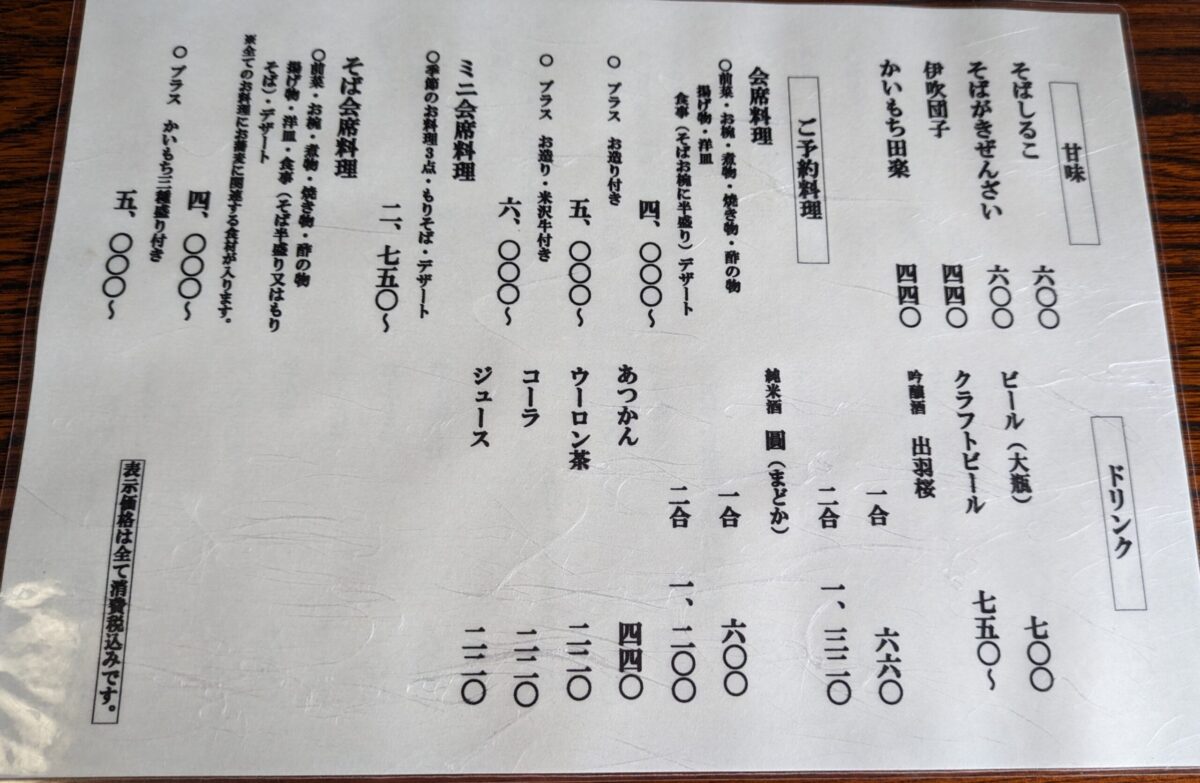 甘味
そばしるこ 六〇〇
そばがきぜんざい 六〇〇
伊吹団子 四四〇
かいもち田楽 四四〇
ご予約料理
会席料理
〇前菜・お椀・煮物・焼き物・酢の物
揚げ物・洋皿
食事（そばお椀に半盛り）デザート
四、〇〇〇～
〇 プラス お造り付き
五、〇〇〇～
〇 プラス お造り・米沢牛付き
六、〇〇〇～
ミニ会席料理
〇季節のお料理3点・もりそば・デザート
二、七五〇～
そば会席料理
〇前菜・お椀・煮物・焼き物・酢の物
揚げ物・洋皿・食事（そば半盛り又はもり
そば）・デザート
※全てのお料理にお蕎麦に関連する食材が入ります。
四、〇〇〇～
〇 プラス かいもち三種盛り付き
五、〇〇〇～
ドリンク
ビール（大瓶） 七〇〇
クラフトビール 七五〇～
吟醸酒 出羽桜
一合 六六〇
二合 一、三二〇
純米酒 圓（まどか）
一合 六〇〇
二合 一、二〇〇
あつかん 四四〇
ウーロン茶 二二〇
コーラ 二二〇
ジュース 二二〇
表示価格は全て消費税込みです。